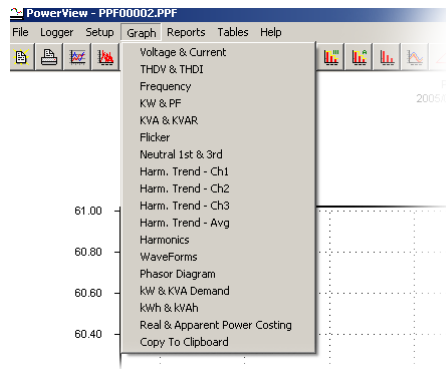 PowerView - PPF00002.PPF
File Logger Setup Graph Reports Tables Help
Voltage & Current
THDV & THDI
Frequency
KW & PF
KVA & KVAR
Flicker
Neutral 1st & 3rd
Harm. Trend - Ch1
Harm. Trend - Ch2
Harm. Trend - Ch3
Harm. Trend - Avg
Harmonics
WaveForms
Phasor Diagram
kW & KVA Demand
kWh & kVAh
Real & Apparent Power Costing
Copy To Clipboard
61.00
60.80
60.60
60.40